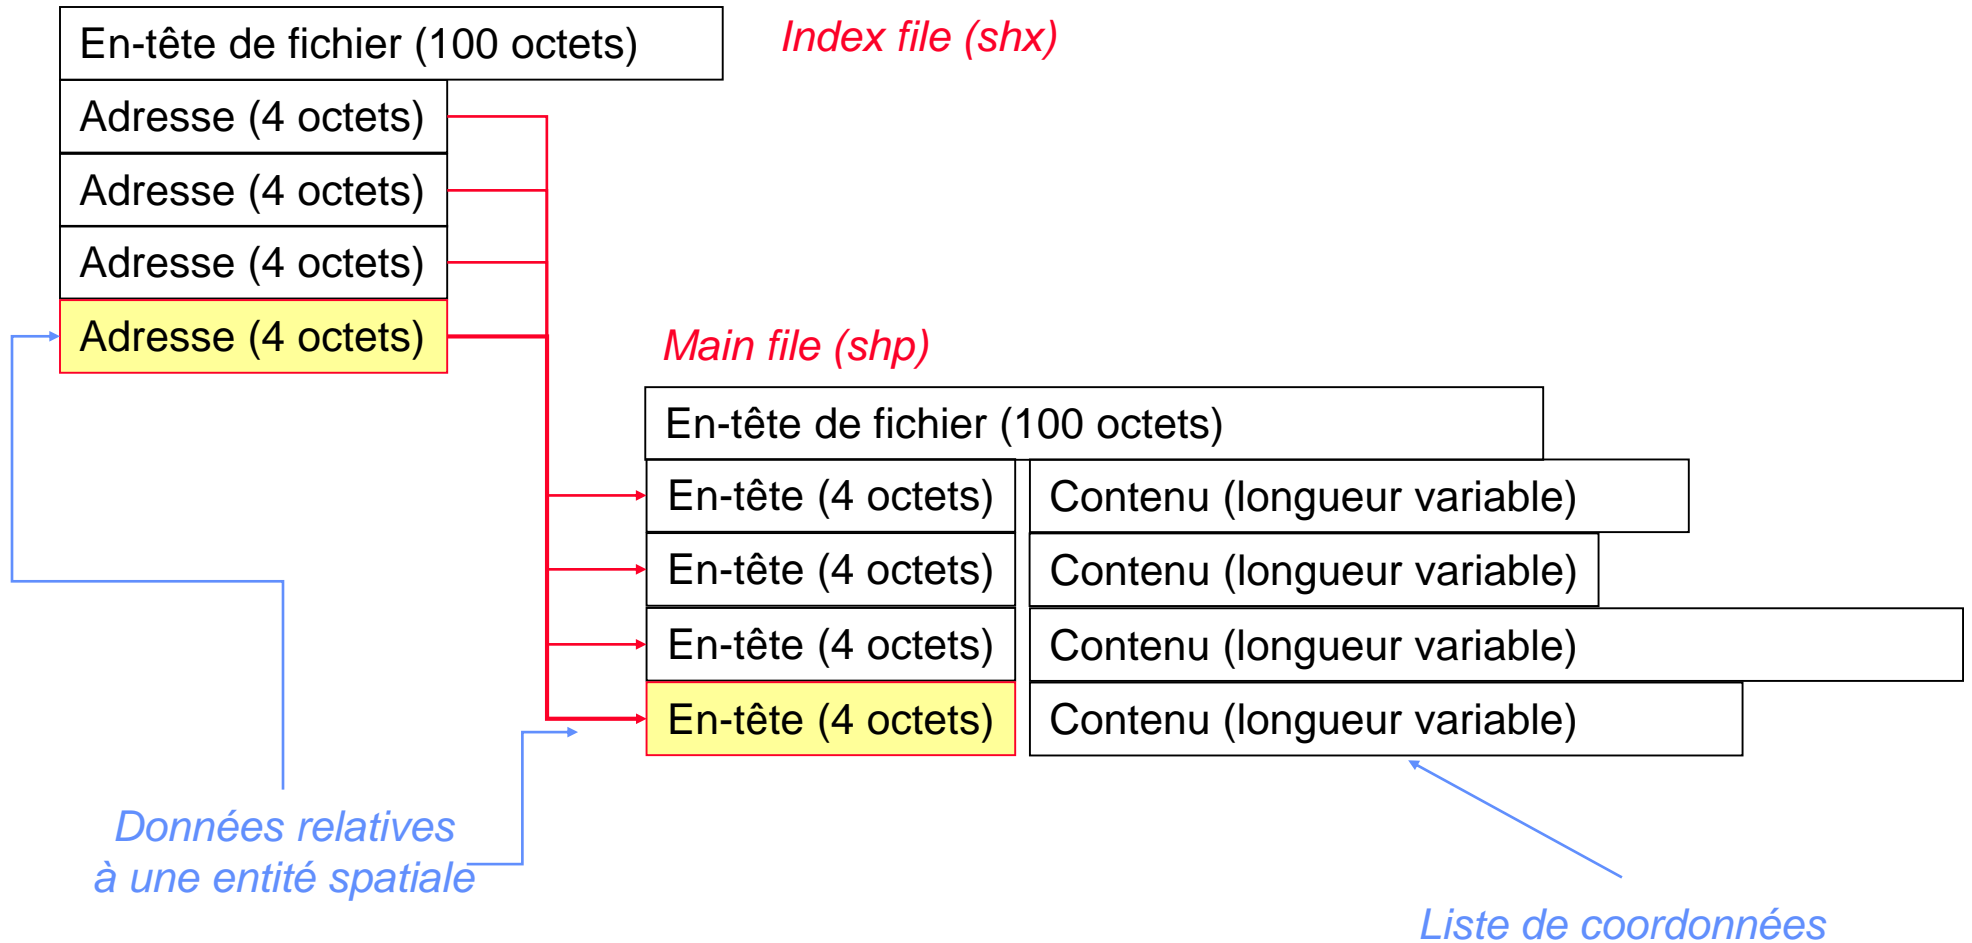 En-tête de fichier (100 octets)
Index file (shx)
Adresse (4 octets)
Adresse (4 octets)
Adresse (4 octets)
Adresse (4 octets)
Main file (shp)
En-tête de fichier (100 octets)
En-tête (4 octets) Contenu (longueur variable)
En-tête (4 octets) Contenu (longueur variable)
En-tête (4 octets) Contenu (longueur variable)
En-tête (4 octets) Contenu (longueur variable)
Données relatives
à une entité spatiale
Liste de coordonnées